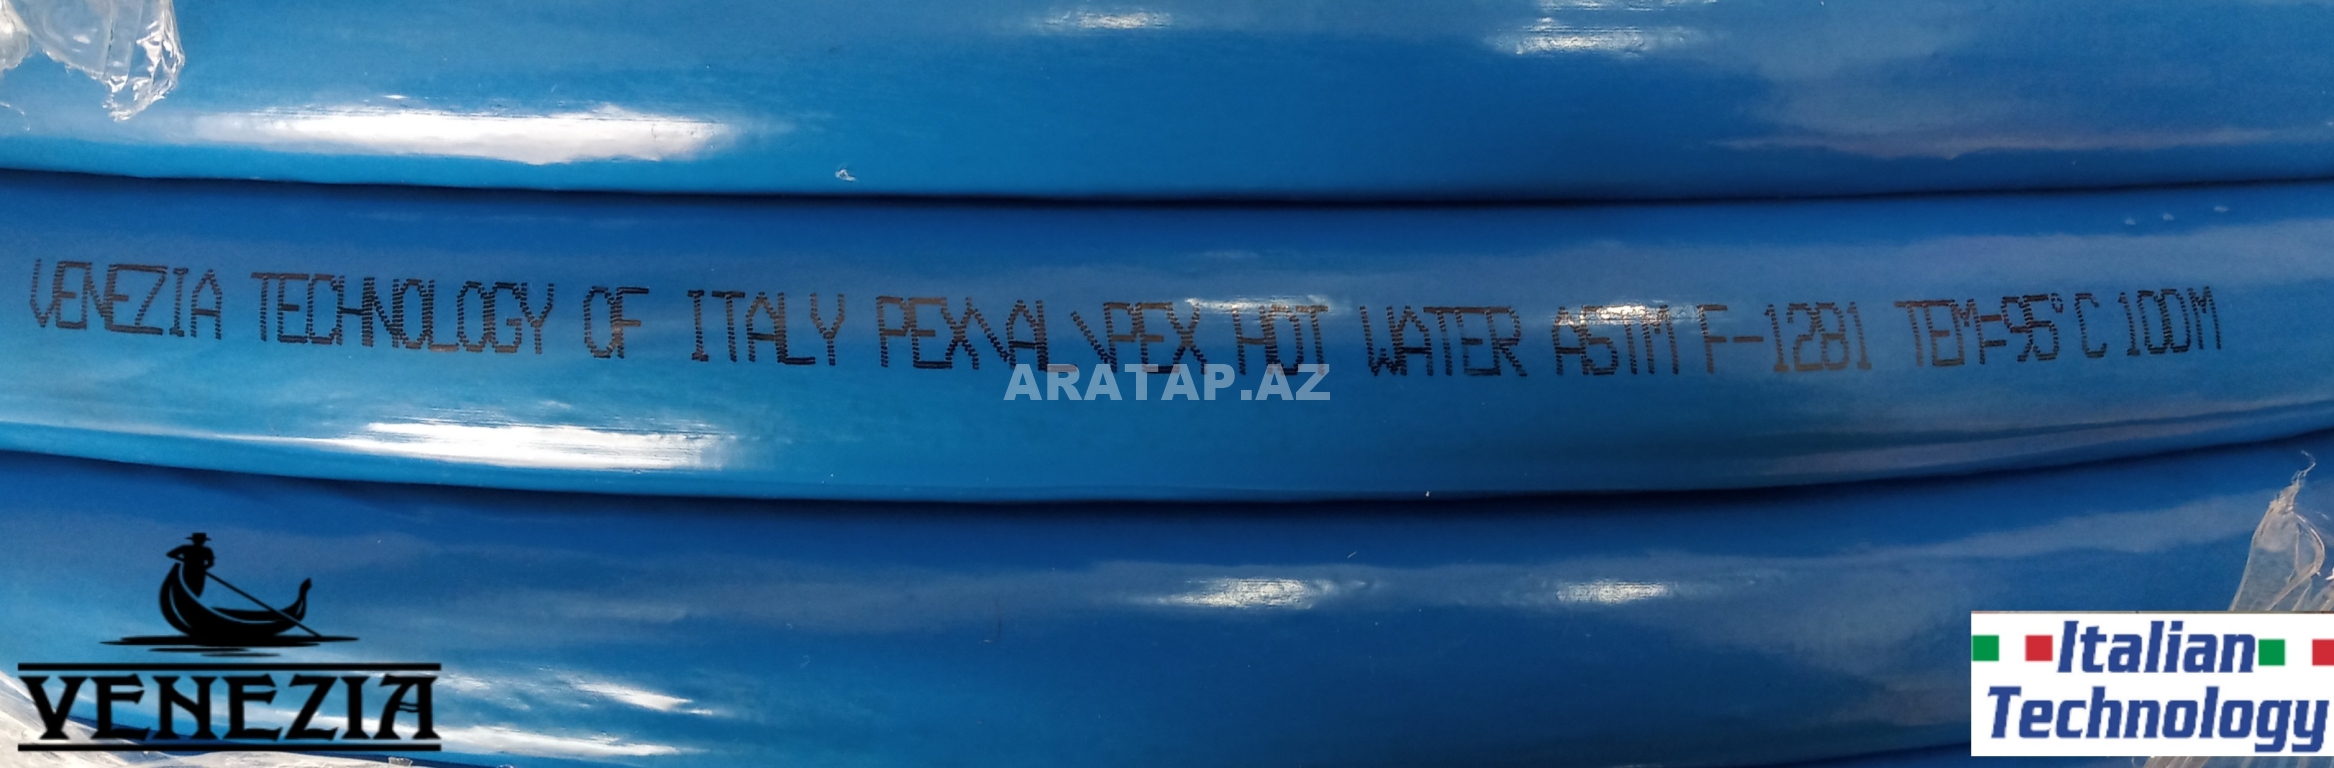 VENEZIA TECHNOLOGY OF ITALY PEX\AL\PEX HOT WATER ASTM F-1281 TEM-95°C 100M
ARATAP.AZ
VENEZIA
Italian
Technology